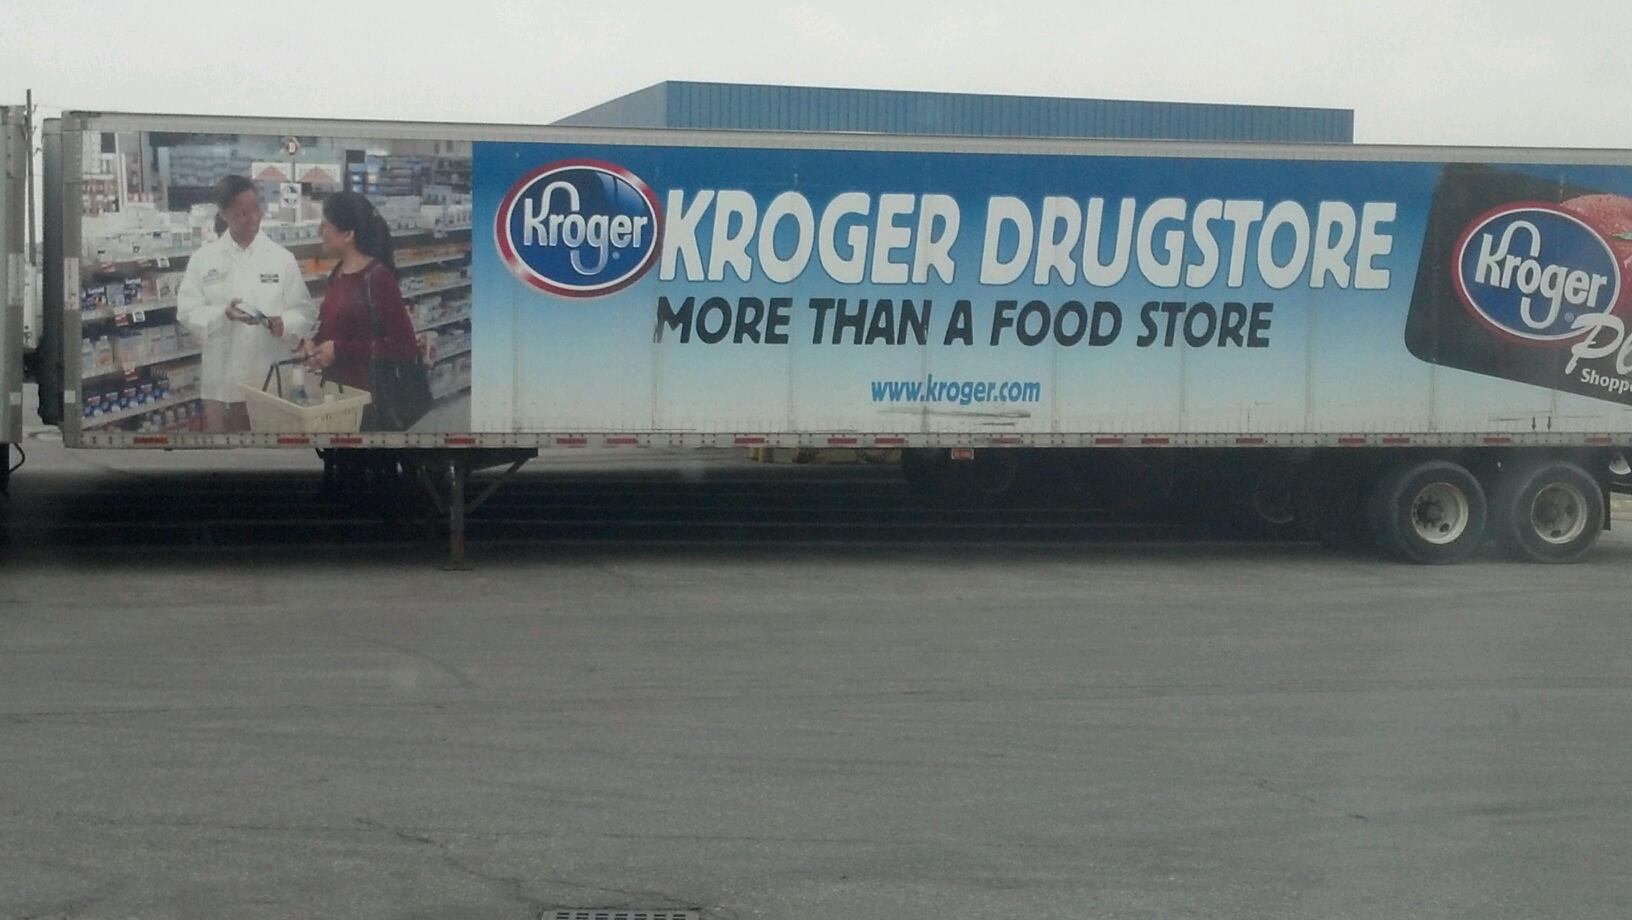 Kroger
KROGER DRUGSTORE
MORE THAN A FOOD STORE
www.kroger.com
Kroger